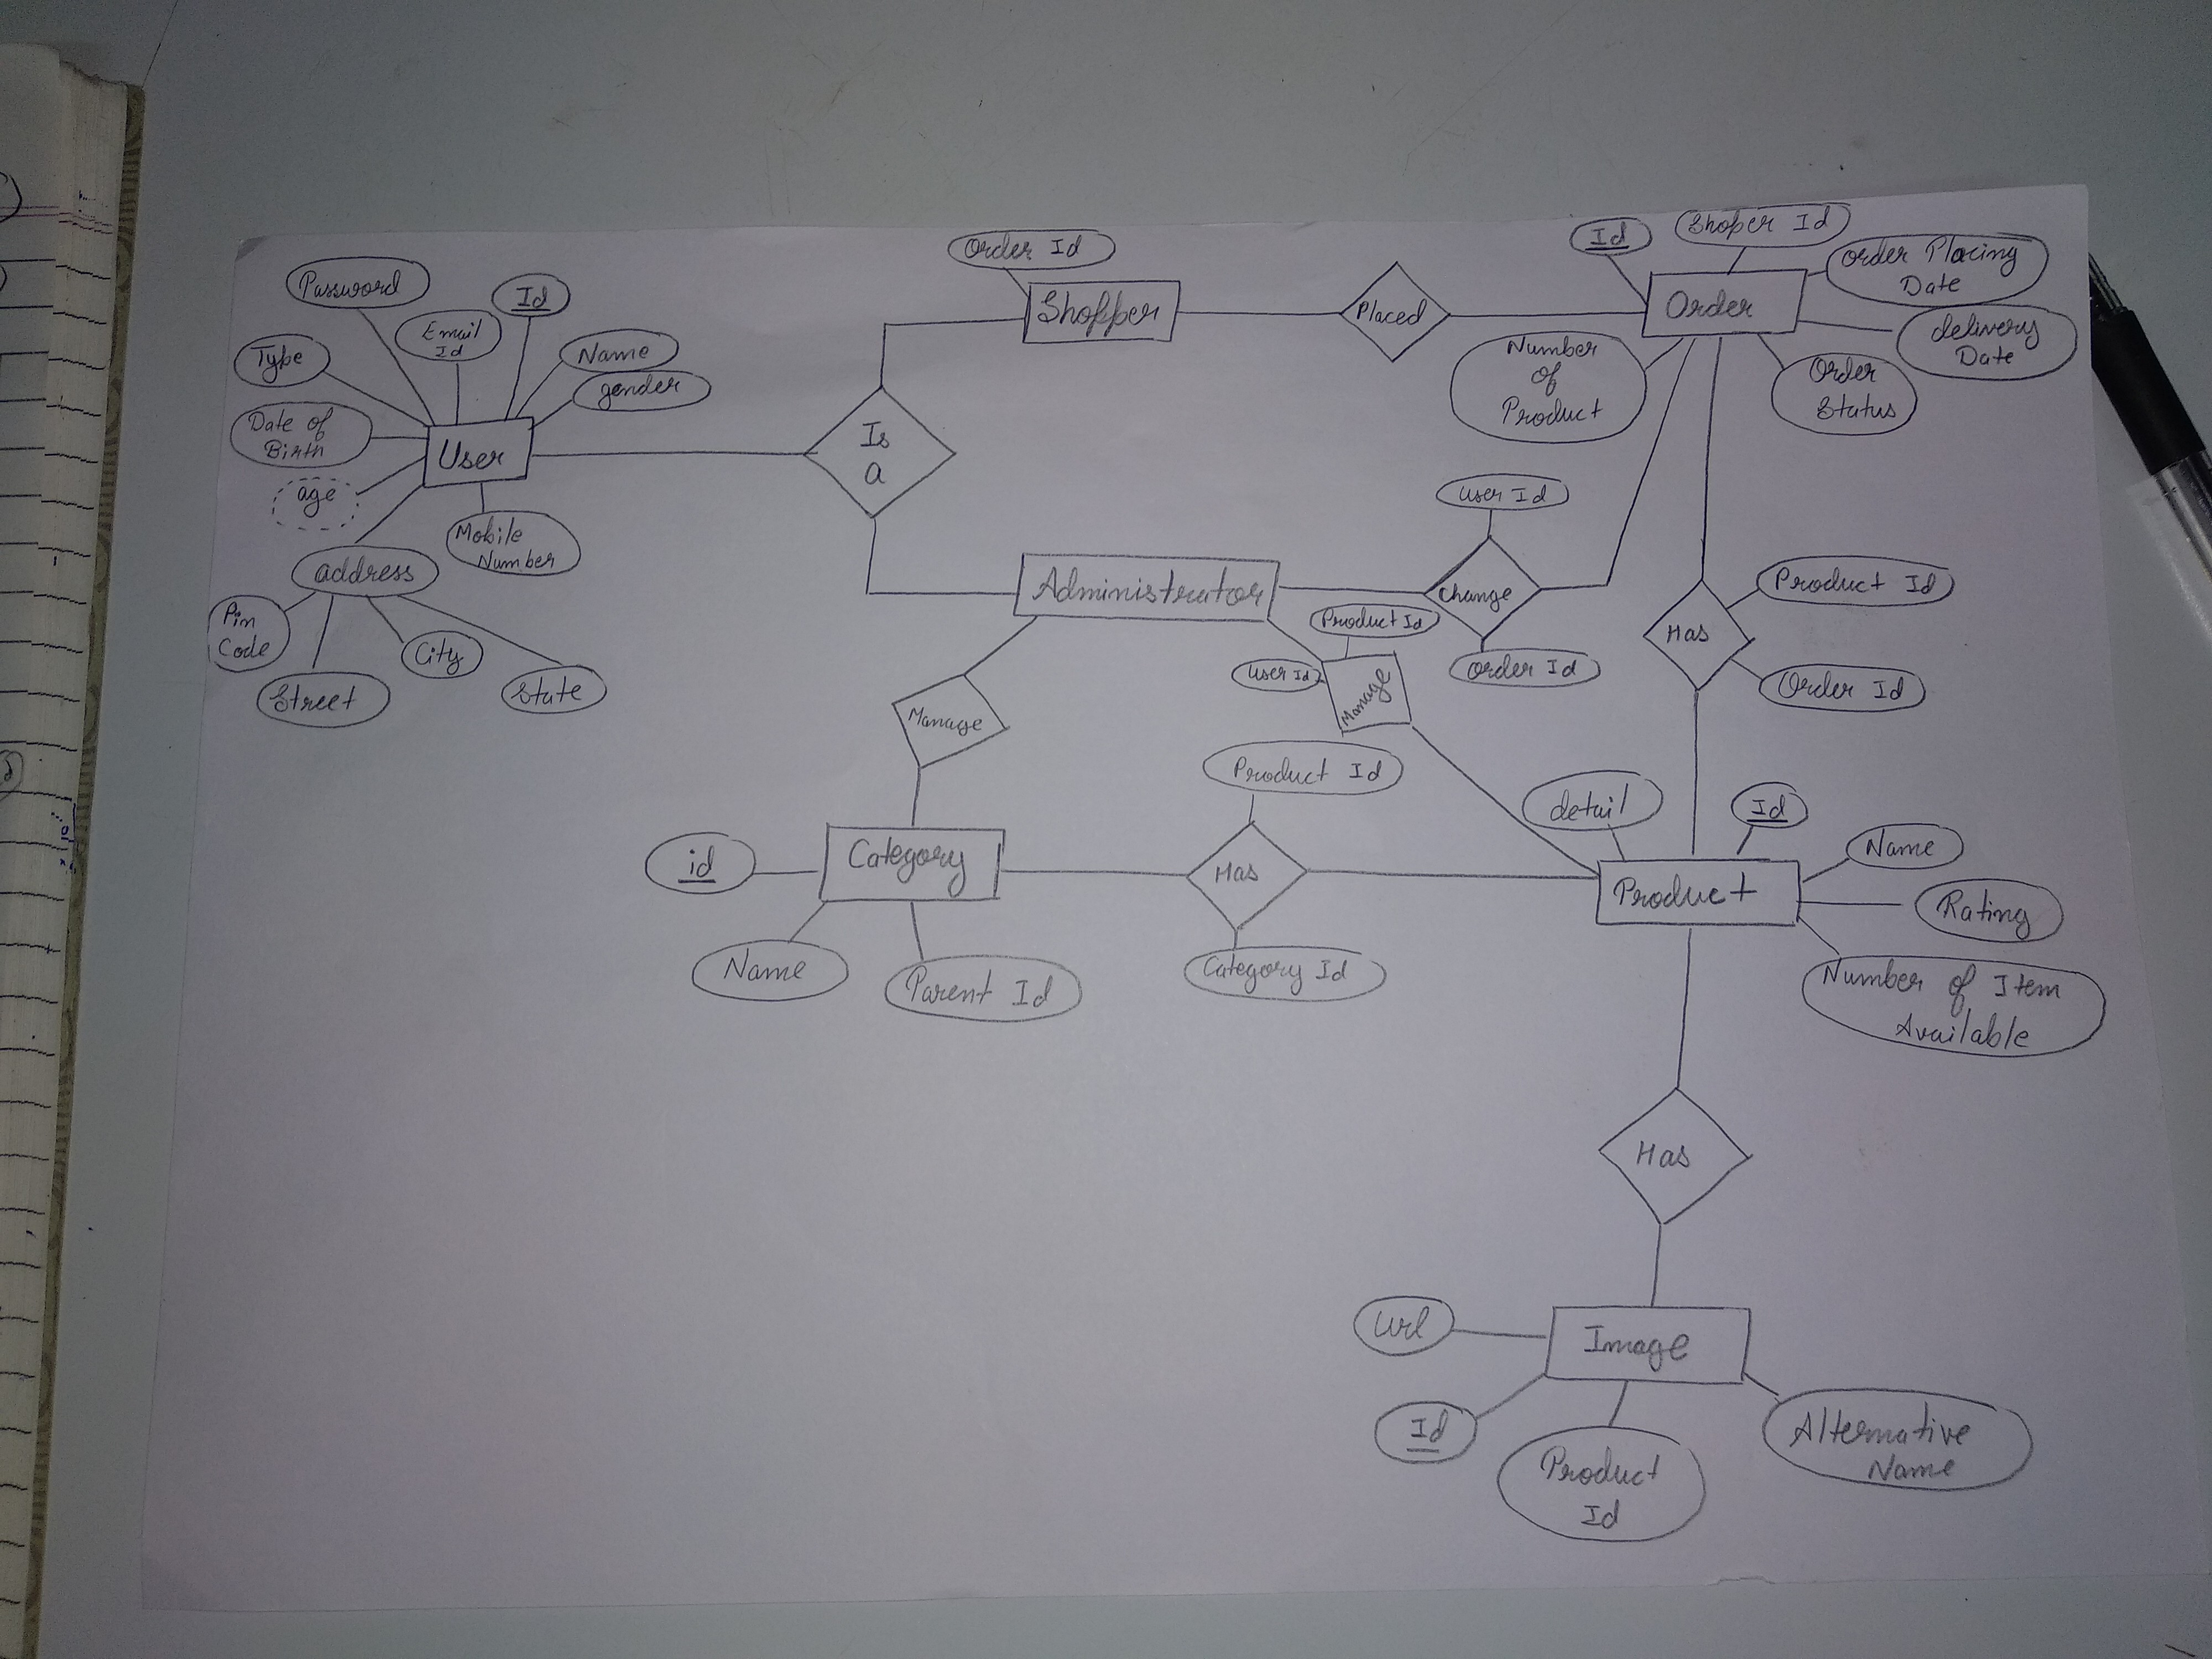 Order Id
Id
Shoper Id
Order Placing
Date
Password
Id
Email
Id
Shopper
Placed
Order
delivery
Date
Type
Name
gender
Number
of
Product
Order
Status
Date of
Birth
User
Is
a
age
Mobile
Number
User Id
address
Administrator
Change
Product Id
Pin
Code
City
Street
State
Product Id
User Id
Order Id
Has
Order Id
Manage
Manage
Product Id
detail
Id
id
Category
Has
Product
Name
Rating
Name
Parent Id
Category Id
Number of Item
Available
Has
Url
Image
Id
Product
Id
Alternative
Name